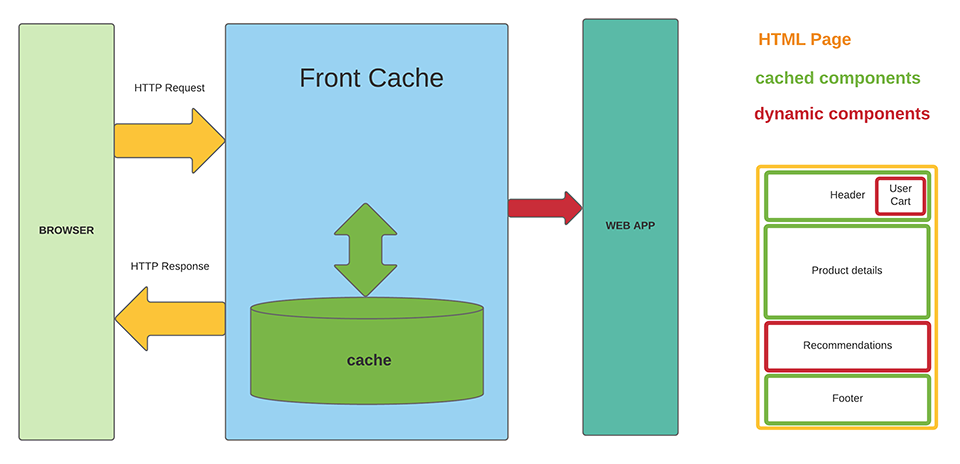 BROWSER
HTTP Request
HTTP Response
Front Cache
cache
WEB APP
HTML Page
cached components
dynamic components
Header
User
Cart
Product details
Recommendations
Footer